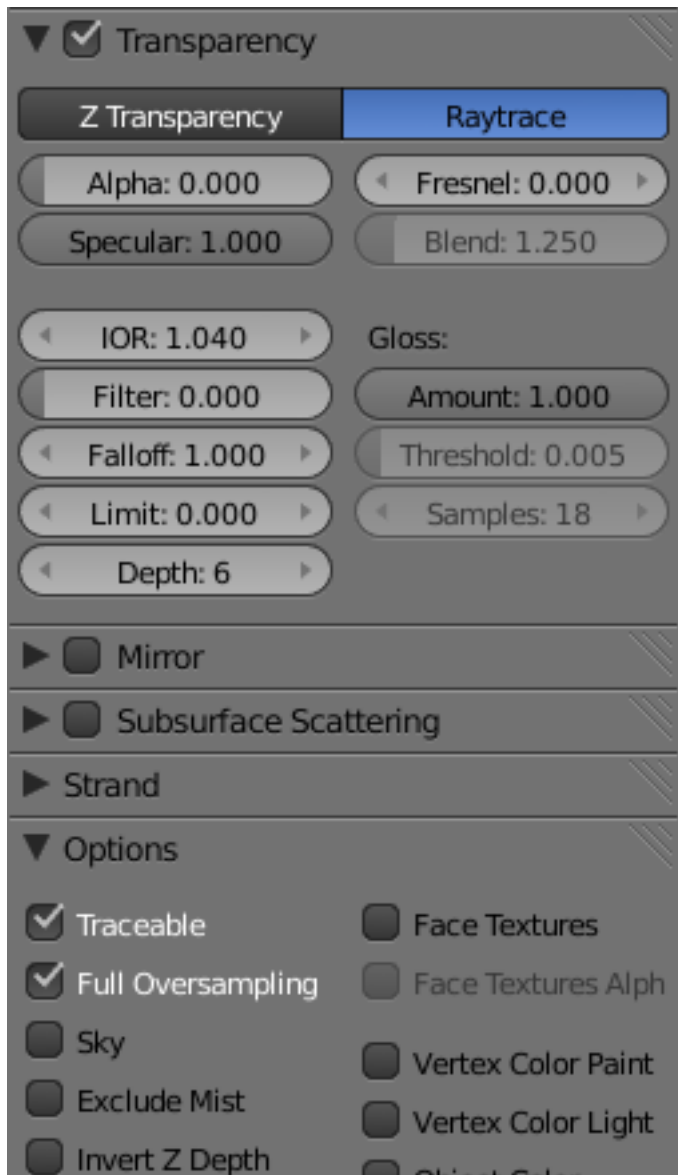 Transparency
Z Transparency Raytrace
Alpha: 0.000 Fresnel: 0.000
Specular: 1.000 Blend: 1.250
IOR: 1.040 Gloss:
Filter: 0.000 Amount: 1.000
Falloff: 1.000 Threshold: 0.005
Limit: 0.000 Samples: 18
Depth: 6
Mirror
Subsurface Scattering
Strand
Options
Traceable Face Textures
Full Oversampling Face Textures Alph
Sky
Vertex Color Paint
Exclude Mist
Vertex Color Light
Invert Z Depth
Object Color